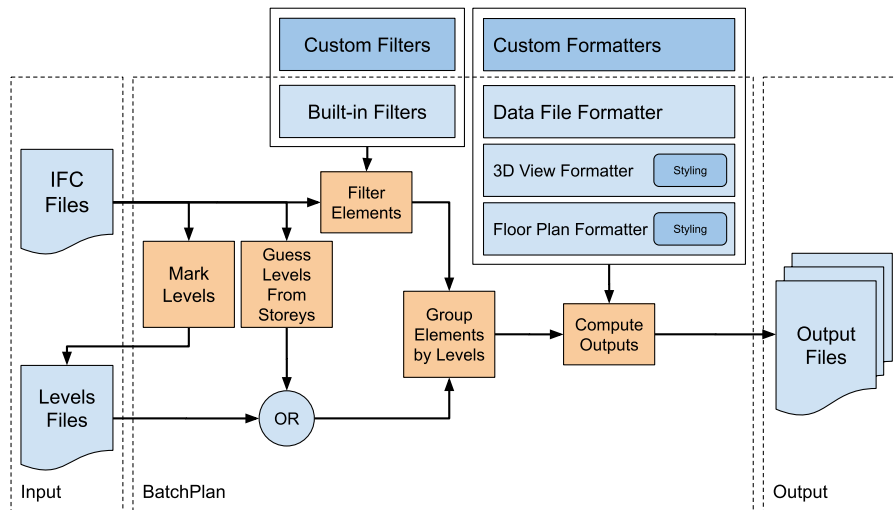 Custom Filters
Built-in Filters
Custom Formatters
Data File Formatter
3D View Formatter
Styling
Floor Plan Formatter
Styling
IFC
Files
Filter
Elements
Mark
Levels
Guess
Levels
From
Storeys
Group
Elements
by Levels
Compute
Outputs
Output
Files
Levels
Files
OR
Input
BatchPlan
Output